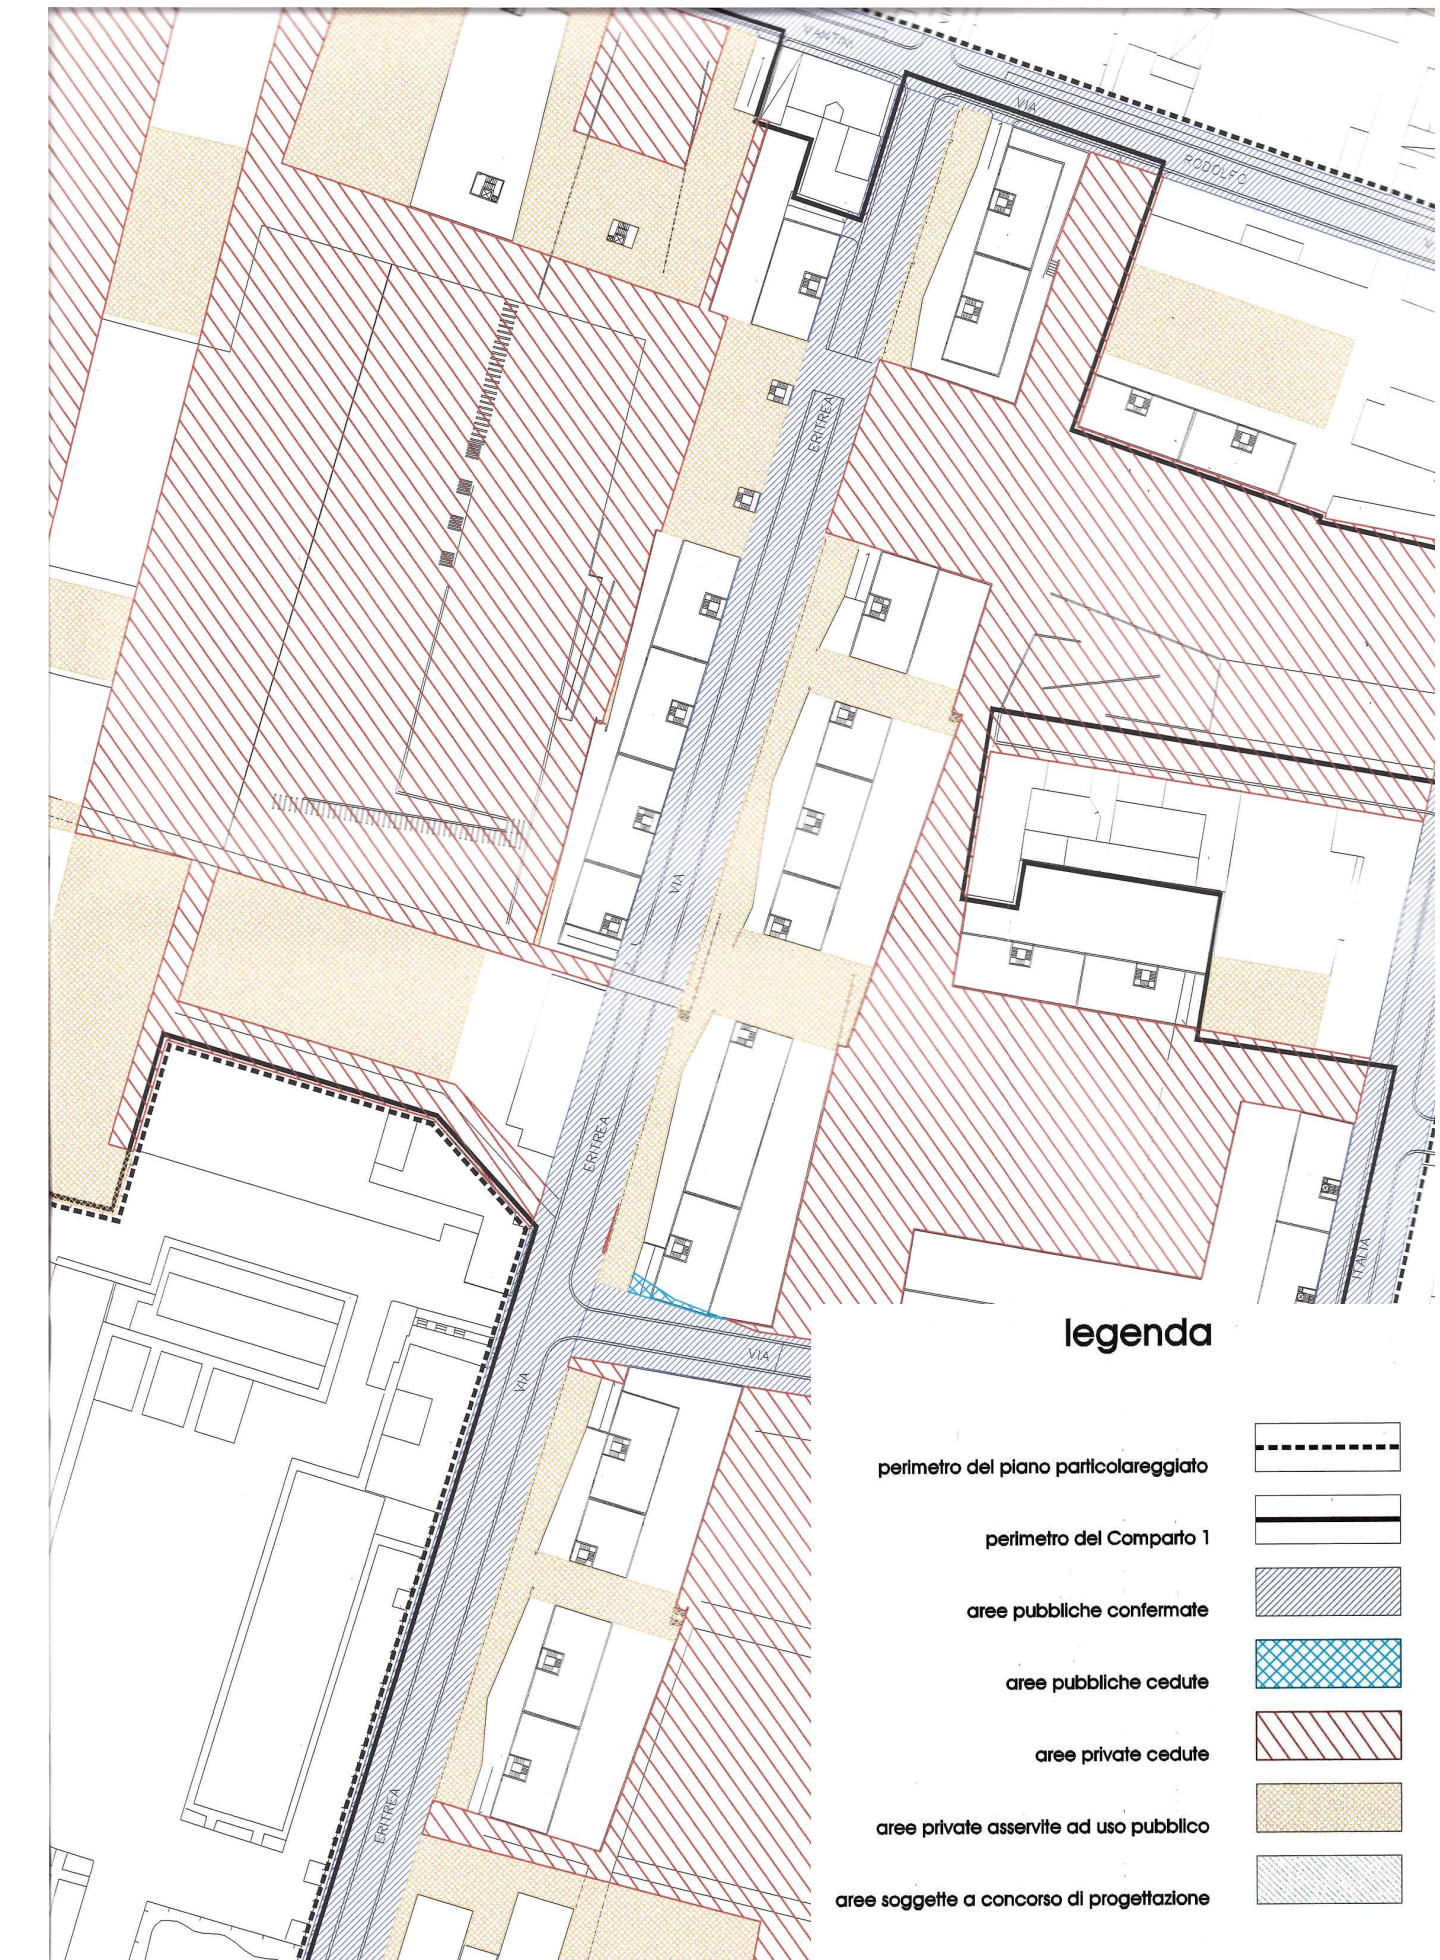 VANTINI
VIA
RODOLFO
ERITREA
VIA
ERITREA
ITALIA
VIA
VIA
ERITREA
legenda
perimetro del piano particolareggiato
perimetro del Comparto 1
aree pubbliche confermate
aree pubbliche cedute
aree private cedute
aree private asservite ad uso pubblico
aree soggette a concorso di progettazione